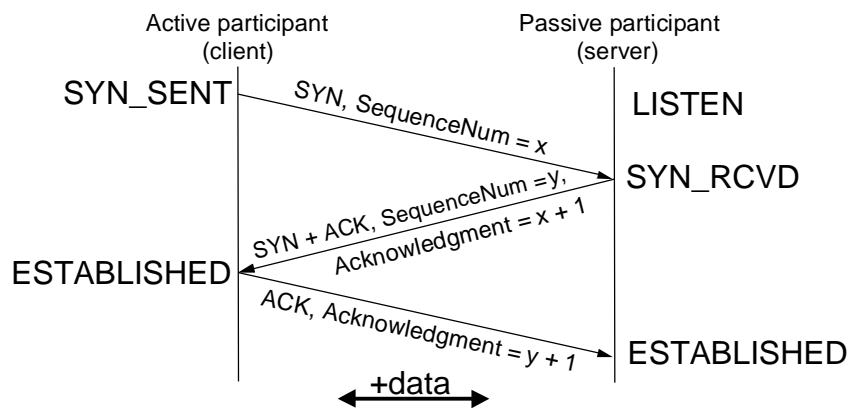 Active participant
(client)
Passive participant
(server)
SYN_SENT
SYN, SequenceNum = x
LISTEN
SYN_RCVD
SYN + ACK, SequenceNum =y,
Acknowledgment = x + 1
ESTABLISHED
ACK, Acknowledgment = y + 1
ESTABLISHED
+data